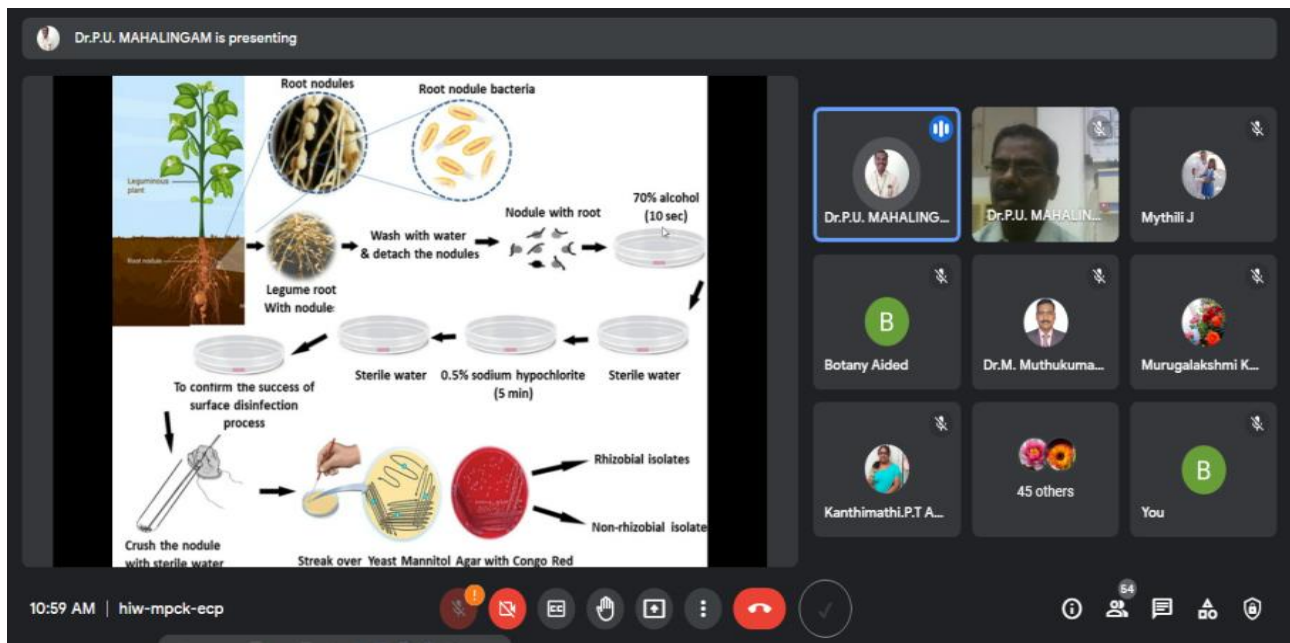 Dr.P.U. MAHALINGAM is presenting
Root nodules
Root nodule bacteria
Leguminous
plant
Root nodule
Legume root
With nodule
Wash with water
& detach the nodules
Nodule with root
70% alcohol
(10 sec)
Sterile water
0.5% sodium hypochlorite
(5 min)
Sterile water
To confirm the success of
surface disinfection
process
Crush the nodule
with sterile water
Streak over Yeast Mannitol Agar with Congo Red
Rhizobial isolates
Non-rhizobial isolate
Dr.P.U. MAHALING...
Dr.P.U. MAHALIN...
Mythili J
B
Botany Aided
Dr.M. Muthukuma...
Murugalakshmi K...
Kanthimathi.P.T A...
45 others
B
You
10:59 AM | hiw-mpck-ecp
!
CC
54